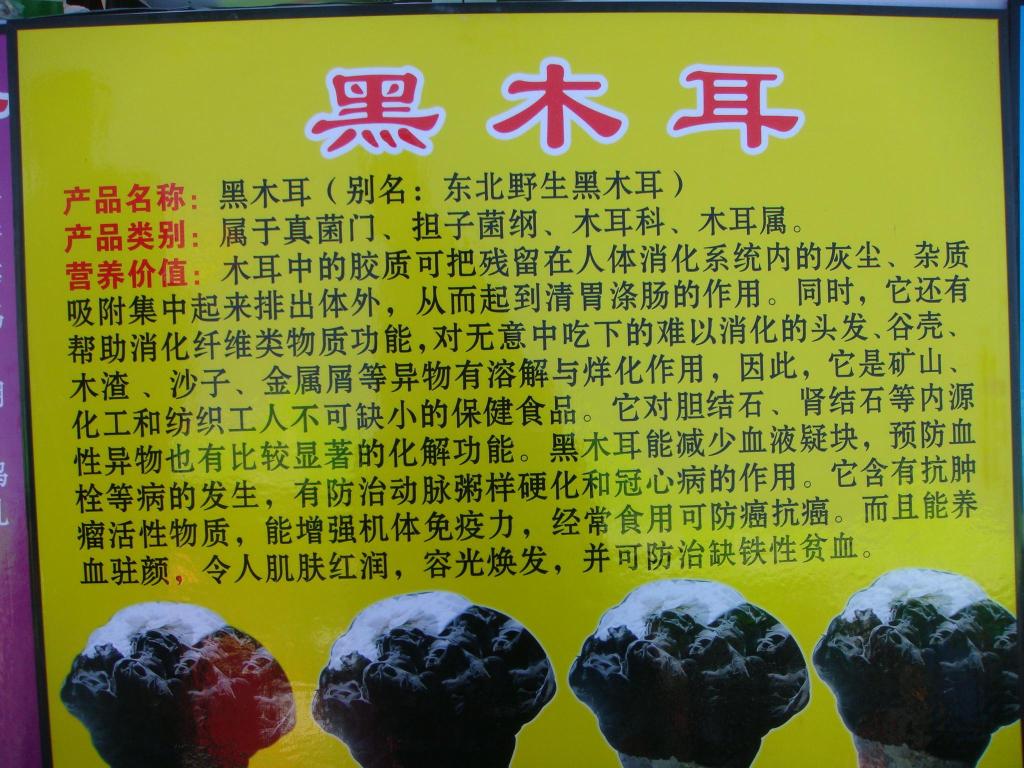 黑木耳
产品名称：黑木耳（别名：东北野生黑木耳）
产品类别：属于真菌门、担子菌纲、木耳科、木耳属。
营养价值：木耳中的胶质可把残留在人体消化系统内的灰尘、杂质
吸附集中起来排出体外，从而起到清胃涤肠的作用。同时，它还有
帮助消化纤维类物质功能，对无意中吃下的难以消化的头发、谷壳、
木渣、沙子、金属屑等异物有溶解与烊化作用，因此，它是矿山、
化工和纺织工人不可缺小的保健食品。它对胆结石、肾结石等内源
性异物也有比较显著的化解功能。黑木耳能减少血液疑块，预防血
栓等病的发生，有防治动脉粥样硬化和冠心病的作用。它含有抗肿
瘤活性物质，能增强机体免疫力，经常食用可防癌抗癌。而且能养
血驻颜，令人肌肤红润，容光焕发，并可防治缺铁性贫血。